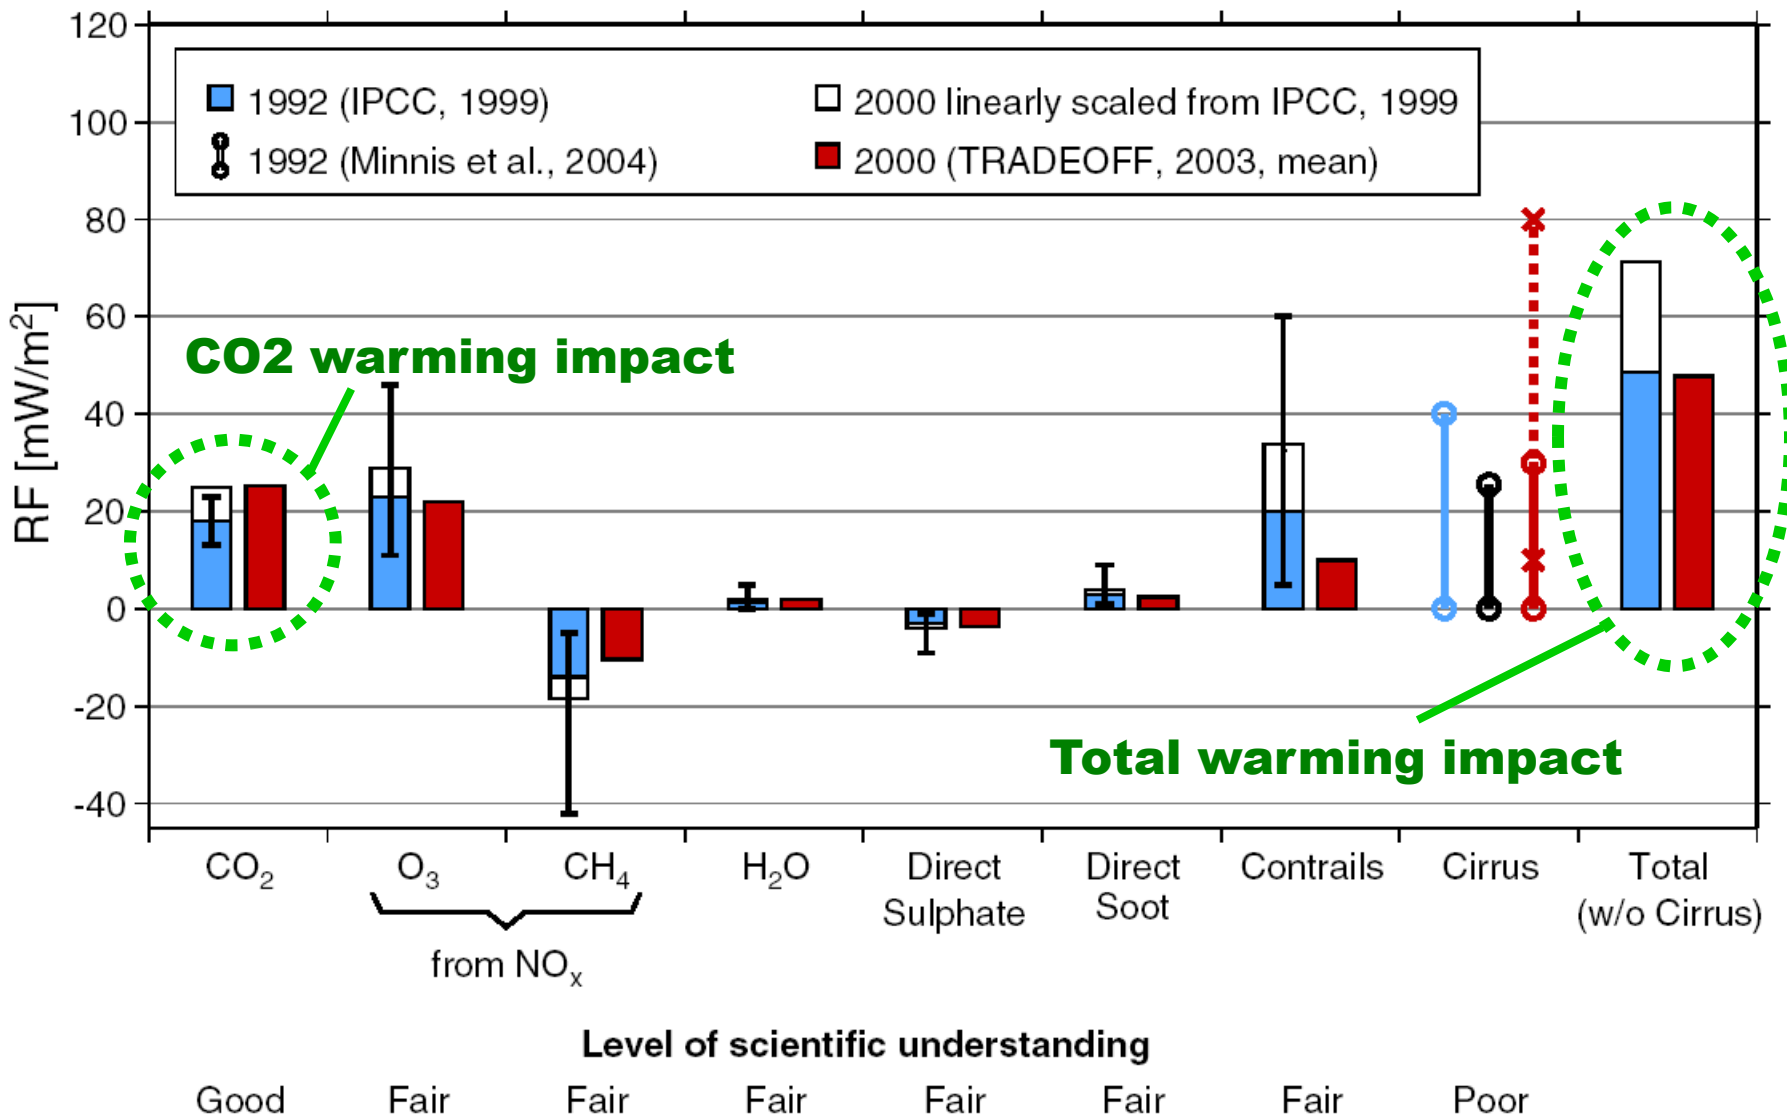 120
100
80
60
40
20
0
-20
-40
RF [mW/m²]
1992 (IPCC, 1999)
2000 linearly scaled from IPCC, 1999
1992 (Minnis et al., 2004)
2000 (TRADEOFF, 2003, mean)
CO2 warming impact
Total warming impact
CO₂
O₃
CH₄
H₂O
Direct
Sulphate
Direct
Soot
Contrails
Cirrus
Total
(w/o Cirrus)
from NOₓ
Level of scientific understanding
Good Fair Fair Fair Fair Fair Fair Poor